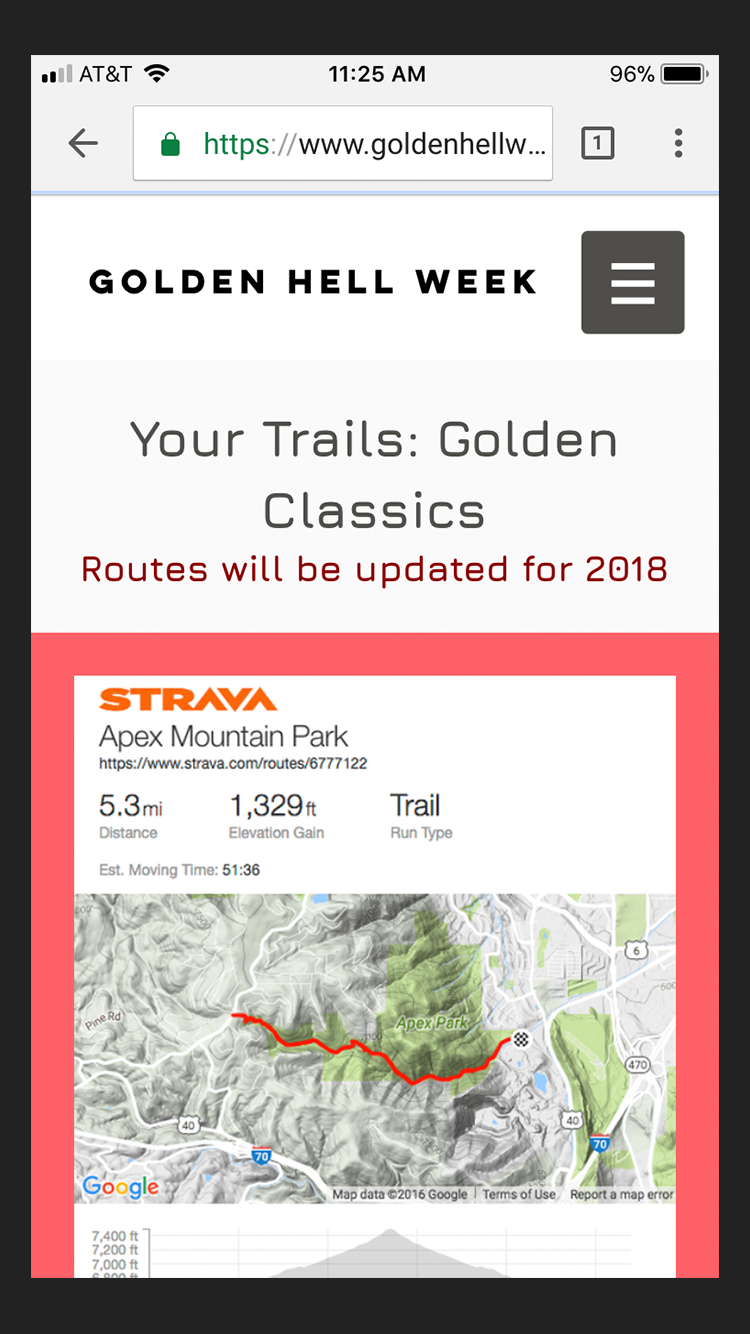 AT&T 11:25 AM 96%
https://www.goldenhellw... 1
GOLDEN HELL WEEK
Your Trails: Golden
Classics
Routes will be updated for 2018
STRAVA
Apex Mountain Park
https://www.strava.com/routes/6777122
5.3mi 1,329ft Trail
Distance Elevation Gain Run Type
Est. Moving Time: 51:36
6
Pine Rd
Apex Park
470
40
40
70
70
Google Map data ©2016 Google Terms of Use Report a map error
7,400 ft
7,200 ft
7,000 ft
6,800 ft